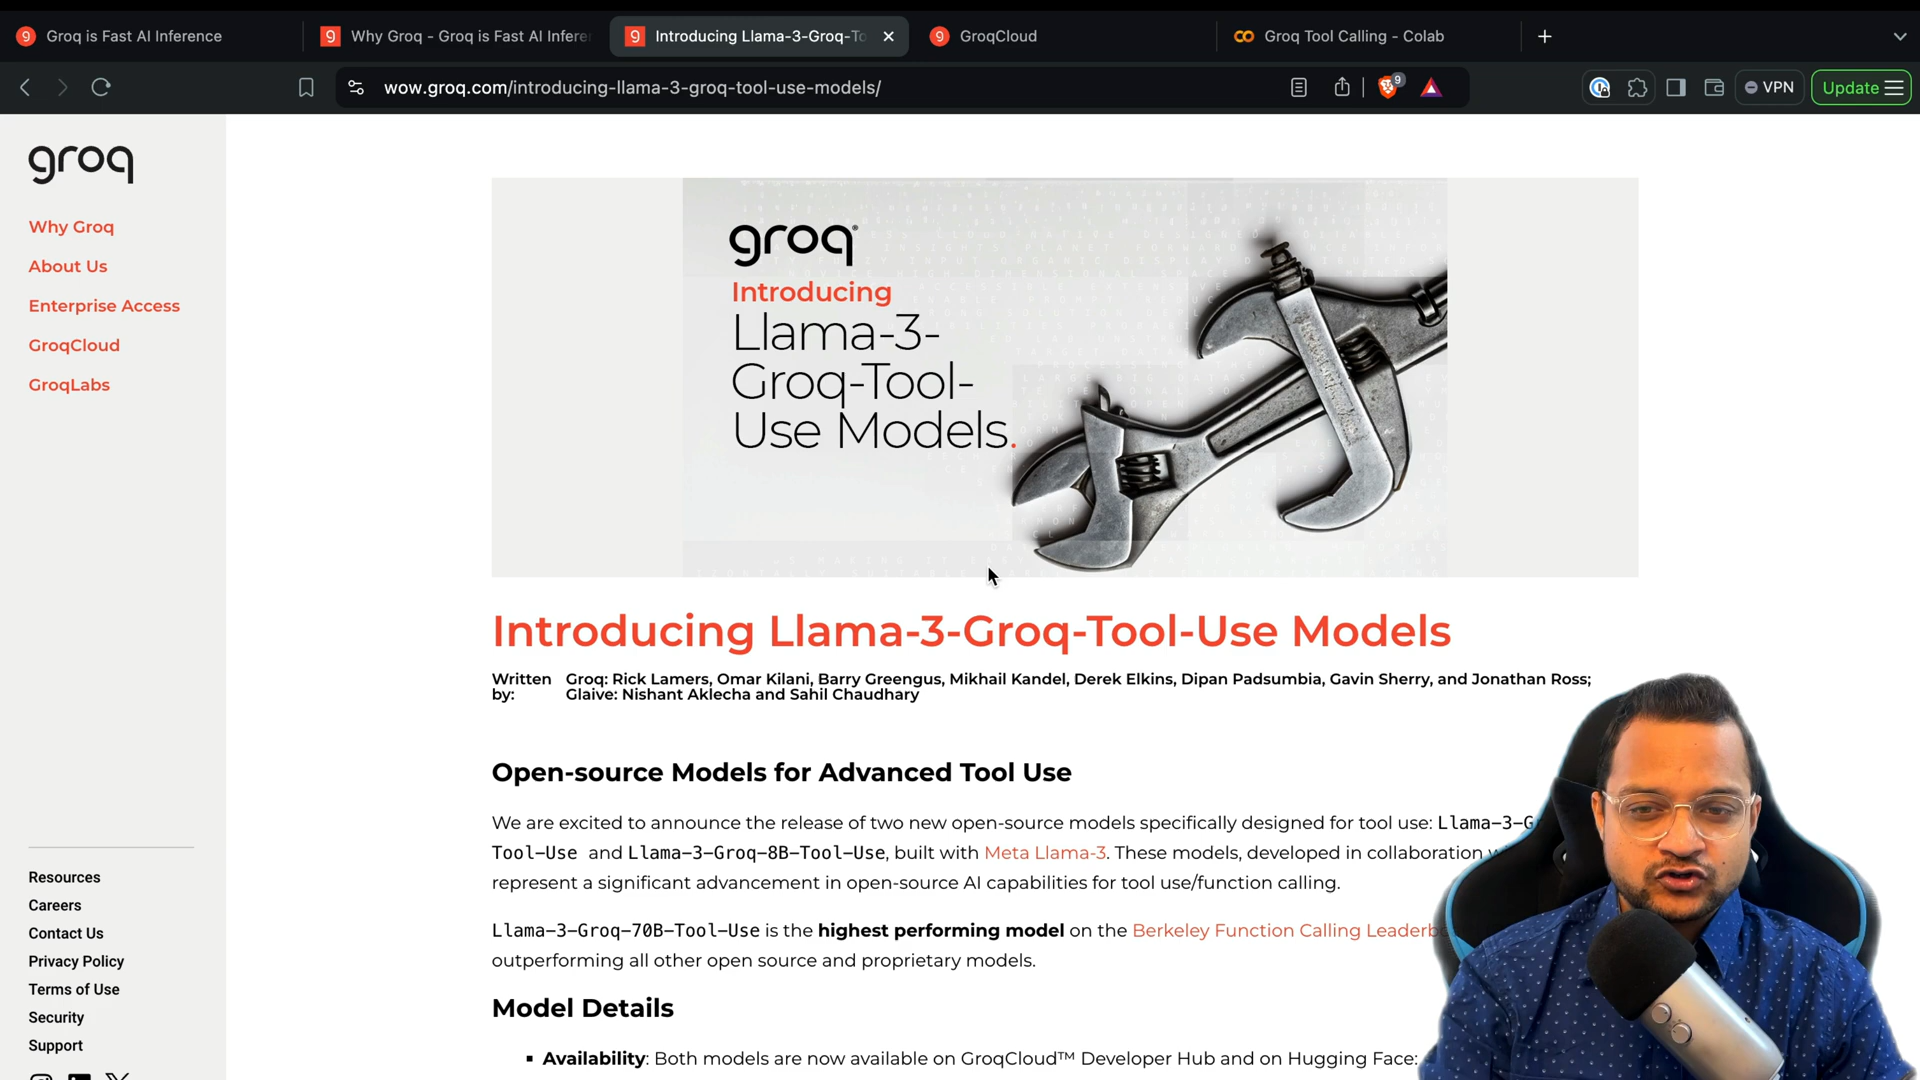 Groq is Fast AI Inference
Why Groq - Groq is Fast AI Infere
Introducing Llama-3-Groq-To
GroqCloud
Groq Tool Calling - Colab
wow.groq.com/introducing-llama-3-groq-tool-use-models/
9
VPN
Update
groq
Why Groq
About Us
Enterprise Access
GroqCloud
GroqLabs
Resources
Careers
Contact Us
Privacy Policy
Terms of Use
Security
Support
groq
Introducing
Llama-3-
Groq-Tool-
Use Models.
Introducing Llama-3-Groq-Tool-Use Models
Written by: Groq: Rick Lamers, Omar Kilani, Barry Greengus, Mikhail Kandel, Derek Elkins, Dipan Padsumbia, Gavin Sherry, and Jonathan Ross;
Glaive: Nishant Aklecha and Sahil Chaudhary
Open-source Models for Advanced Tool Use
We are excited to announce the release of two new open-source models specifically designed for tool use: Llama-3-G
Tool-Use and Llama-3-Groq-8B-Tool-Use, built with Meta Llama-3. These models, developed in collaboration
represent a significant advancement in open-source AI capabilities for tool use/function calling.
Llama-3-Groq-70B-Tool-Use is the highest performing model on the Berkeley Function Calling Leaderb
outperforming all other open source and proprietary models.
Model Details
Availability: Both models are now available on GroqCloud™ Developer Hub and on Hugging Face: